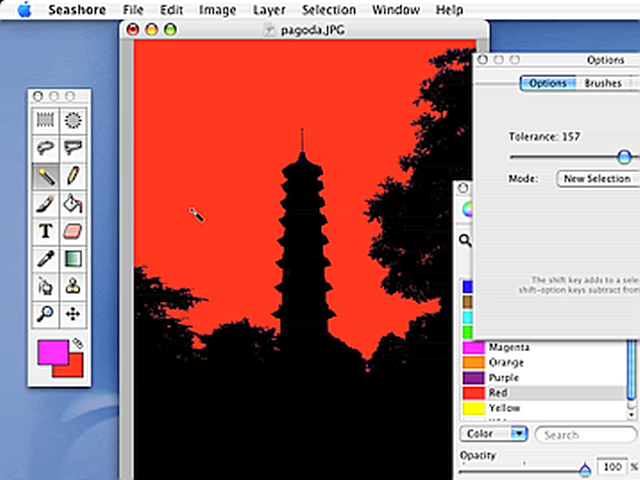 Seashore File Edit Image Layer Selection Window Help
pagoda.JPG
Options
Options Brushes
Tolerance: 157
Mode: New Selection
The shift key adds to a sele
shift-option keys subtract from
T
Magenta
Orange
Purple
Red
Yellow
Color Search
Opacity
100 %